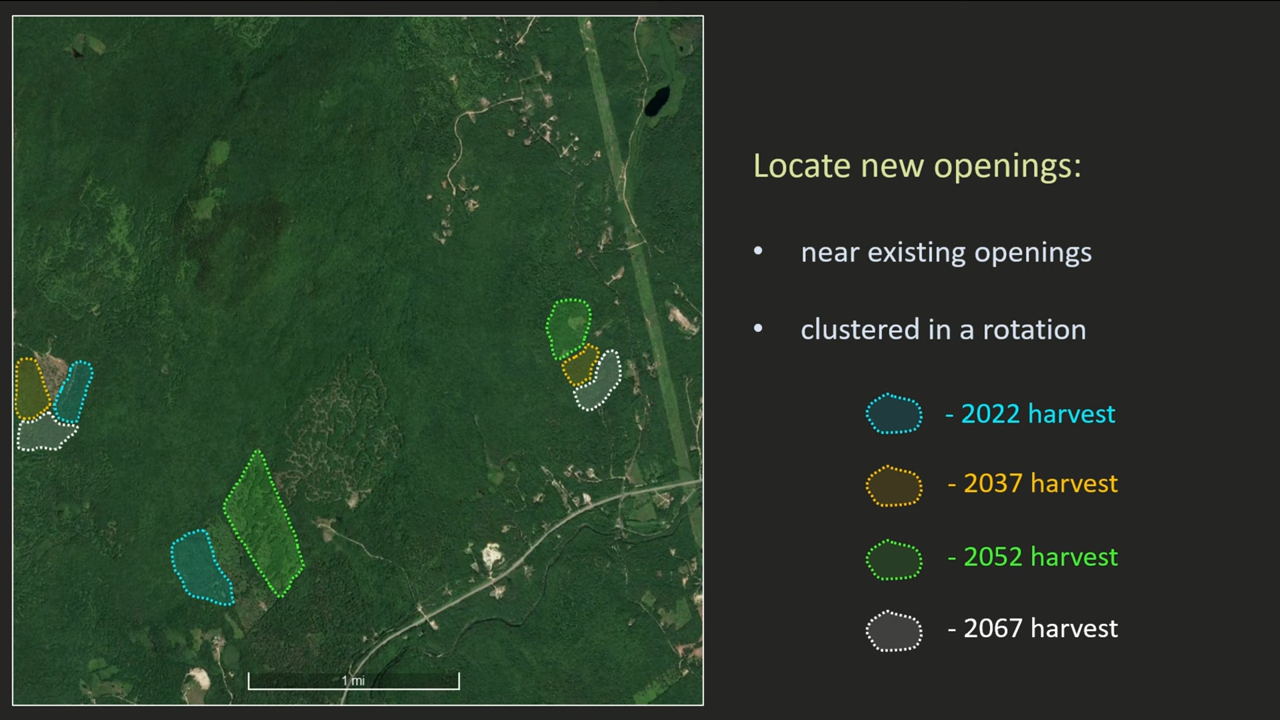 Locate new openings:
• near existing openings
• clustered in a rotation
- 2022 harvest
- 2037 harvest
- 2052 harvest
- 2067 harvest
1 mi